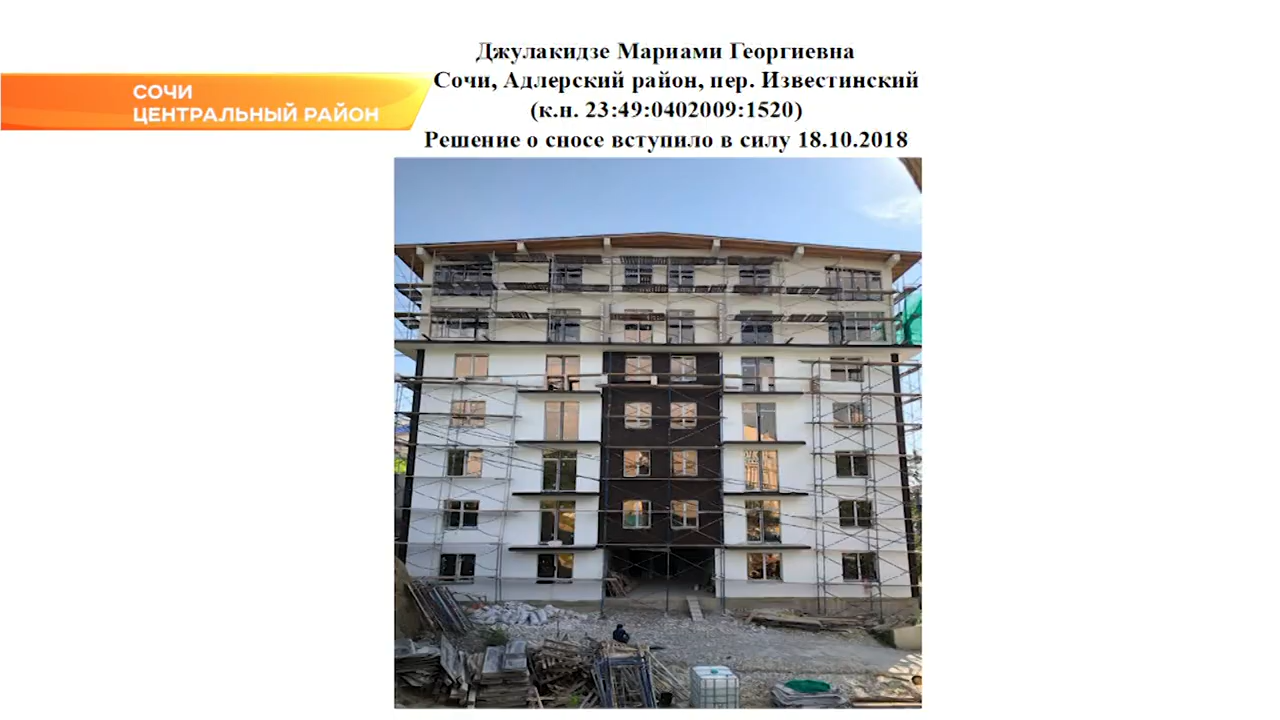 Джулакидзе Мариами Георгиевна
Сочи, Адлерский район, пер. Известинский
(к.н. 23:49:0402009:1520)
Решение о сносе вступило в силу 18.10.2018
СОЧИ
ЦЕНТРАЛЬНЫЙ РАЙОН